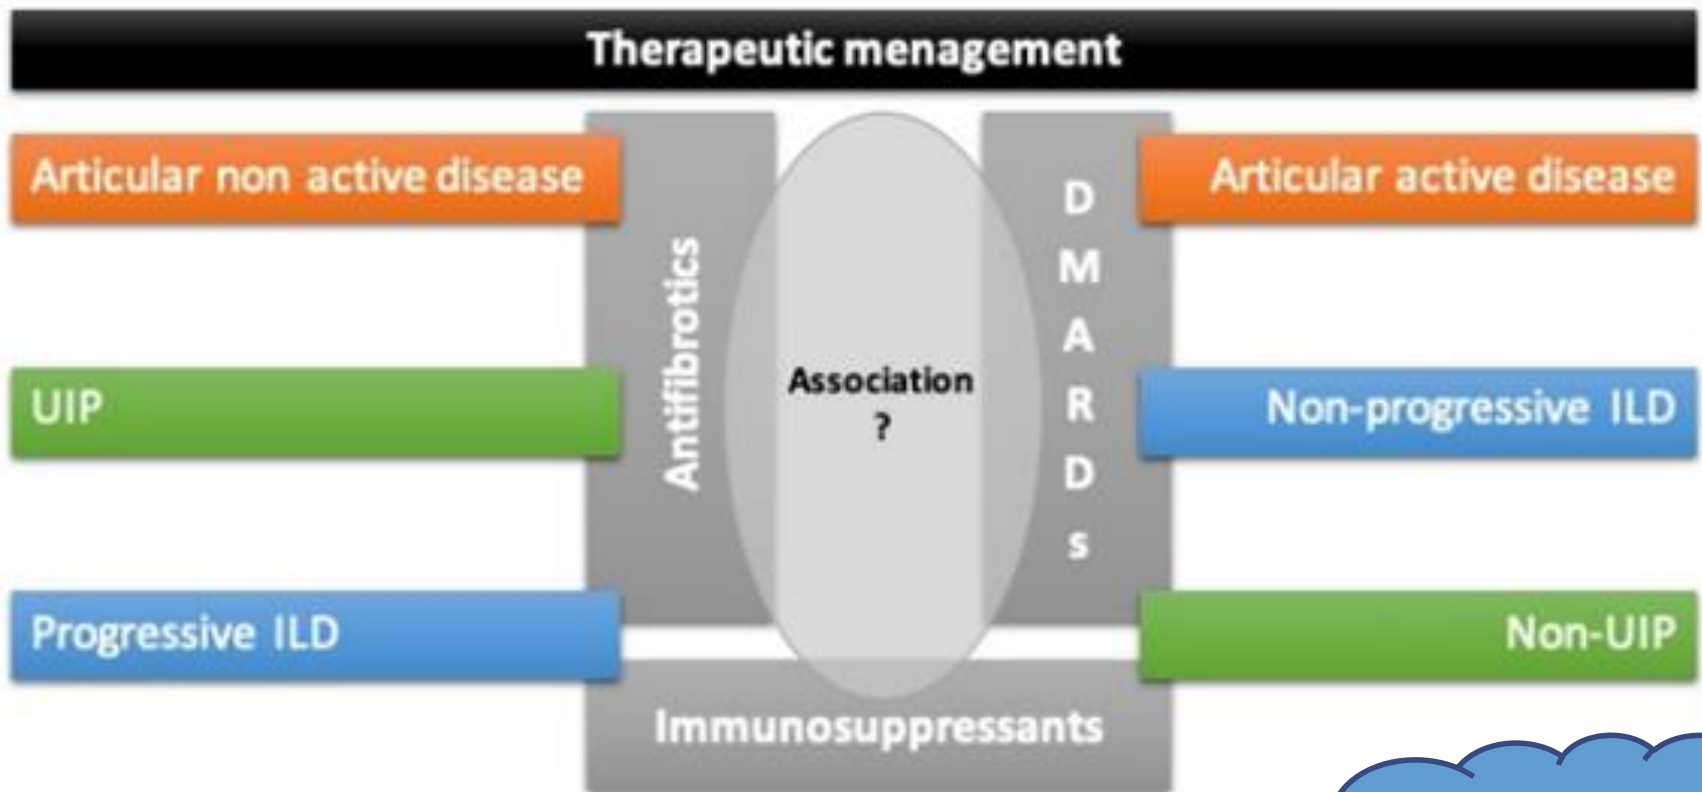 Therapeutic menagement
Articular non active disease
Articular active disease
Antifibrotics
DMARDs
Association
?
UIP
Non-progressive ILD
Progressive ILD
Non-UIP
Immunosuppressants